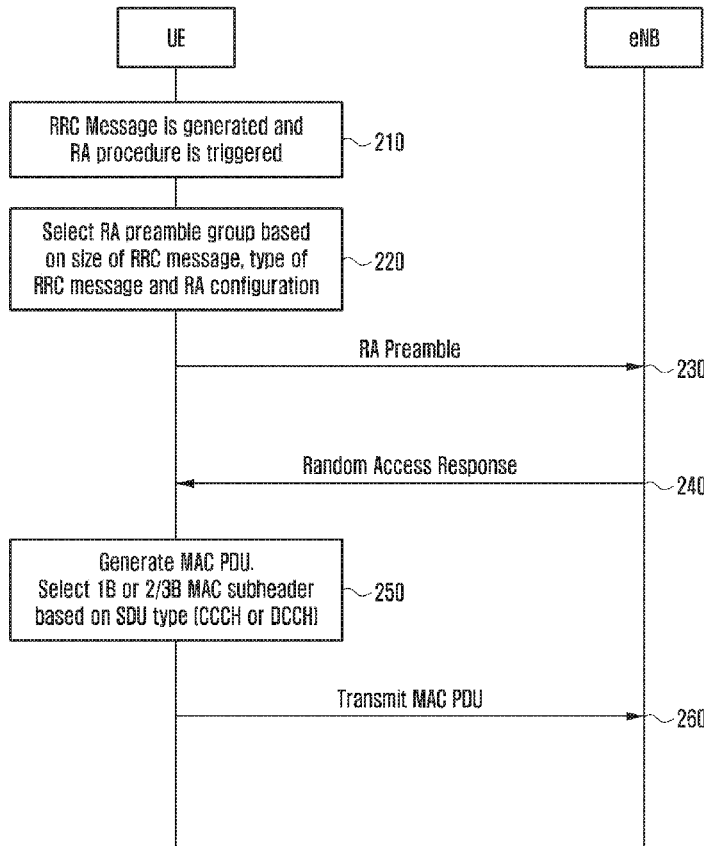 UE
eNB
RRC Message is generated and
RA procedure is triggered
210
Select RA preamble group based
on size of RRC message, type of
RRC message and RA configuration
220
RA Preamble
230
Random Access Response
240
Generate MAC PDU.
Select 1B or 2/3B MAC subheader
based on SDU type (CCCH or DCCH)
250
Transmit MAC PDU
260